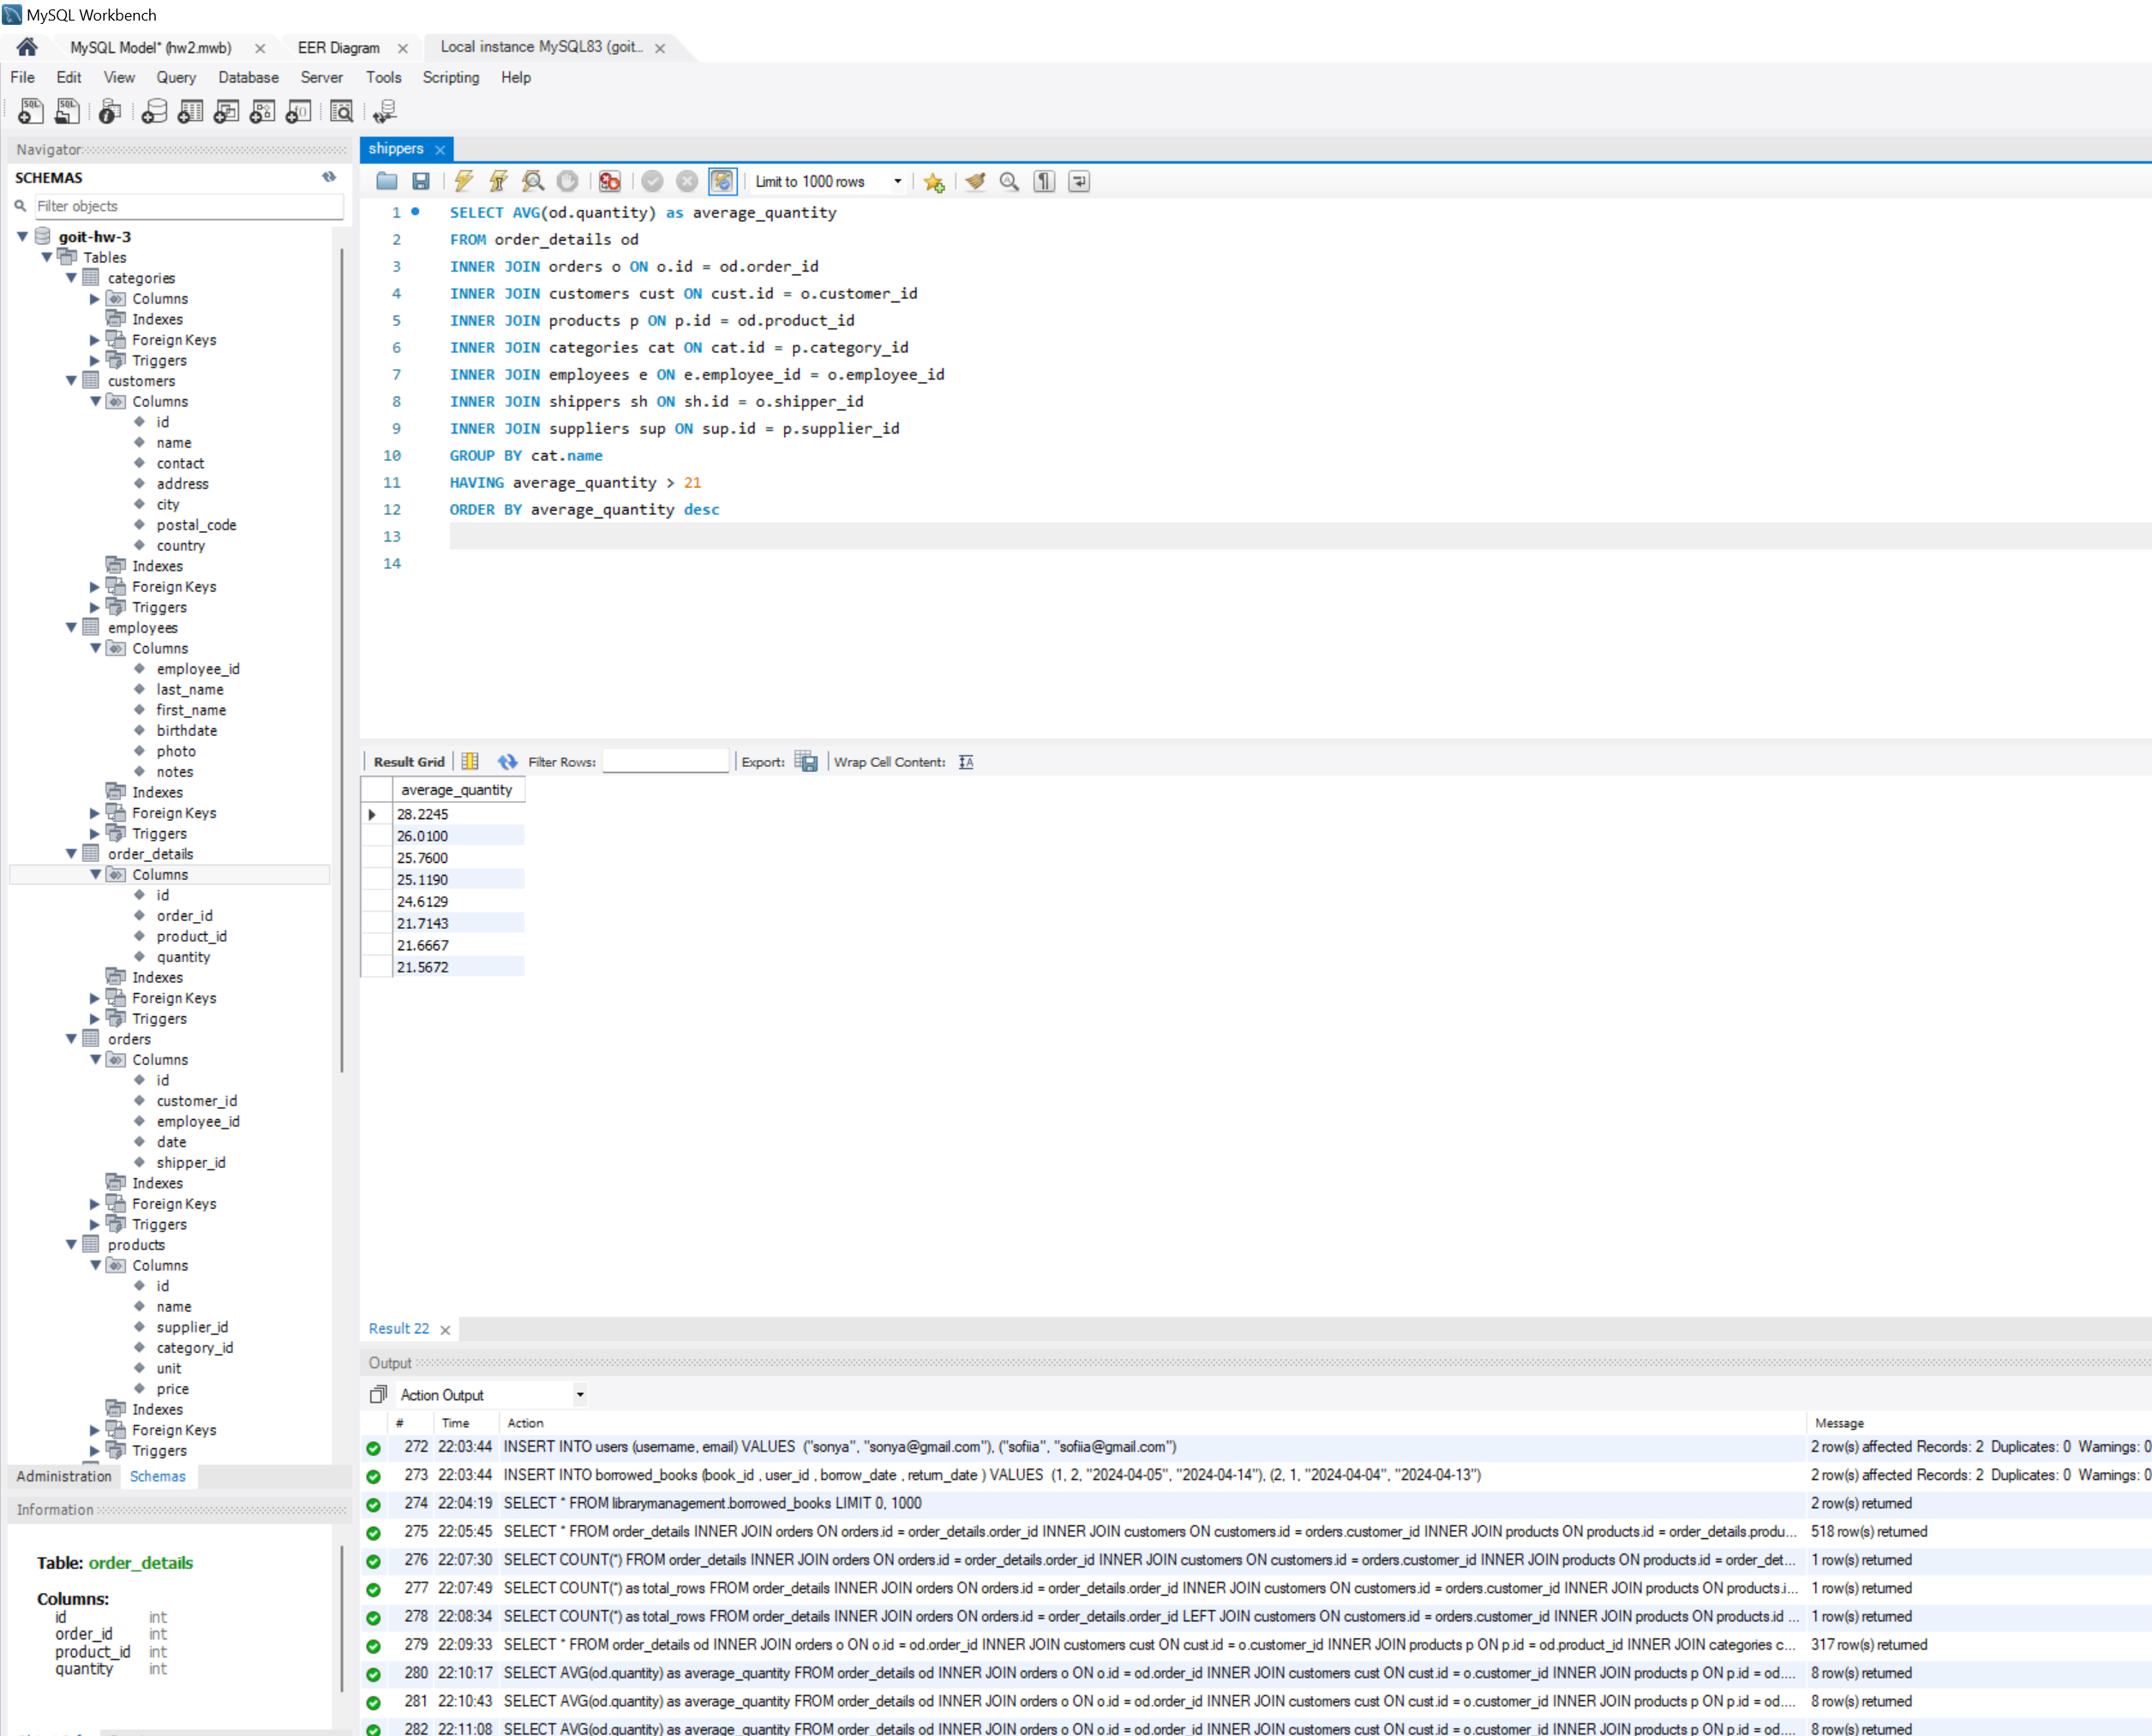 MySQL Workbench
MySQL Model* (hw2.mwb)
EER Diagram
Local instance MySQL83 (goit...
File Edit View Query Database Server Tools Scripting Help
Navigator
SCHEMAS
Filter objects
goit-hw-3
Tables
categories
Columns
Indexes
Foreign Keys
Triggers
customers
Columns
id
name
contact
address
city
postal_code
country
Indexes
Foreign Keys
Triggers
employees
Columns
employee_id
last_name
first_name
birthdate
photo
notes
Indexes
Foreign Keys
Triggers
order_details
Columns
id
order_id
product_id
quantity
Indexes
Foreign Keys
Triggers
orders
Columns
id
customer_id
employee_id
date
shipper_id
Indexes
Foreign Keys
Triggers
products
Columns
id
name
supplier_id
category_id
unit
price
Indexes
Foreign Keys
Triggers
Administration Schemas
Information
Table: order_details
Columns:
id int
order_id int
product_id int
quantity int
shippers
Limit to 1000 rows
1 SELECT AVG(od.quantity) as average_quantity
2 FROM order_details od
3 INNER JOIN orders o ON o.id = od.order_id
4 INNER JOIN customers cust ON cust.id = o.customer_id
5 INNER JOIN products p ON p.id = od.product_id
6 INNER JOIN categories cat ON cat.id = p.category_id
7 INNER JOIN employees e ON e.employee_id = o.employee_id
8 INNER JOIN shippers sh ON sh.id = o.shipper_id
9 INNER JOIN suppliers sup ON sup.id = p.supplier_id
10 GROUP BY cat.name
11 HAVING average_quantity > 21
12 ORDER BY average_quantity desc
13
14
Result Grid Filter Rows: Export: Wrap Cell Content:
average_quantity
28.2245
26.0100
25.7600
25.1190
24.6129
21.7143
21.6667
21.5672
Result 22
Output
Action Output
# Time Action Message
272 22:03:44 INSERT INTO users (username, email) VALUES ("sonya", "sonya@gmail.com"), ("sofiia", "sofiia@gmail.com") 2 row(s) affected Records: 2 Duplicates: 0 Warnings: 0
273 22:03:44 INSERT INTO borrowed_books (book_id , user_id , borrow_date , return_date ) VALUES (1, 2, "2024-04-05", "2024-04-14"), (2, 1, "2024-04-04", "2024-04-13") 2 row(s) affected Records: 2 Duplicates: 0 Warnings: 0
274 22:04:19 SELECT * FROM librarymanagement.borrowed_books LIMIT 0, 1000 2 row(s) returned
275 22:05:45 SELECT * FROM order_details INNER JOIN orders ON orders.id = order_details.order_id INNER JOIN customers ON customers.id = orders.customer_id INNER JOIN products ON products.id = order_details.produ... 518 row(s) returned
276 22:07:30 SELECT COUNT(*) FROM order_details INNER JOIN orders ON orders.id = order_details.order_id INNER JOIN customers ON customers.id = orders.customer_id INNER JOIN products ON products.id = order_det... 1 row(s) returned
277 22:07:49 SELECT COUNT(*) as total_rows FROM order_details INNER JOIN orders ON orders.id = order_details.order_id INNER JOIN customers ON customers.id = orders.customer_id INNER JOIN products ON products.i... 1 row(s) returned
278 22:08:34 SELECT COUNT(*) as total_rows FROM order_details INNER JOIN orders ON orders.id = order_details.order_id LEFT JOIN customers ON customers.id = orders.customer_id INNER JOIN products ON products.id ... 1 row(s) returned
279 22:09:33 SELECT * FROM order_details od INNER JOIN orders o ON o.id = od.order_id INNER JOIN customers cust ON cust.id = o.customer_id INNER JOIN products p ON p.id = od.product_id INNER JOIN categories c... 317 row(s) returned
280 22:10:17 SELECT AVG(od.quantity) as average_quantity FROM order_details od INNER JOIN orders o ON o.id = od.order_id INNER JOIN customers cust ON cust.id = o.customer_id INNER JOIN products p ON p.id = od.... 8 row(s) returned
281 22:10:43 SELECT AVG(od.quantity) as average_quantity FROM order_details od INNER JOIN orders o ON o.id = od.order_id INNER JOIN customers cust ON cust.id = o.customer_id INNER JOIN products p ON p.id = od.... 8 row(s) returned
282 22:11:08 SELECT AVG(od.quantity) as average_quantity FROM order_details od INNER JOIN orders o ON o.id = od.order_id INNER JOIN customers cust ON cust.id = o.customer_id INNER JOIN products p ON p.id = od.... 8 row(s) returned